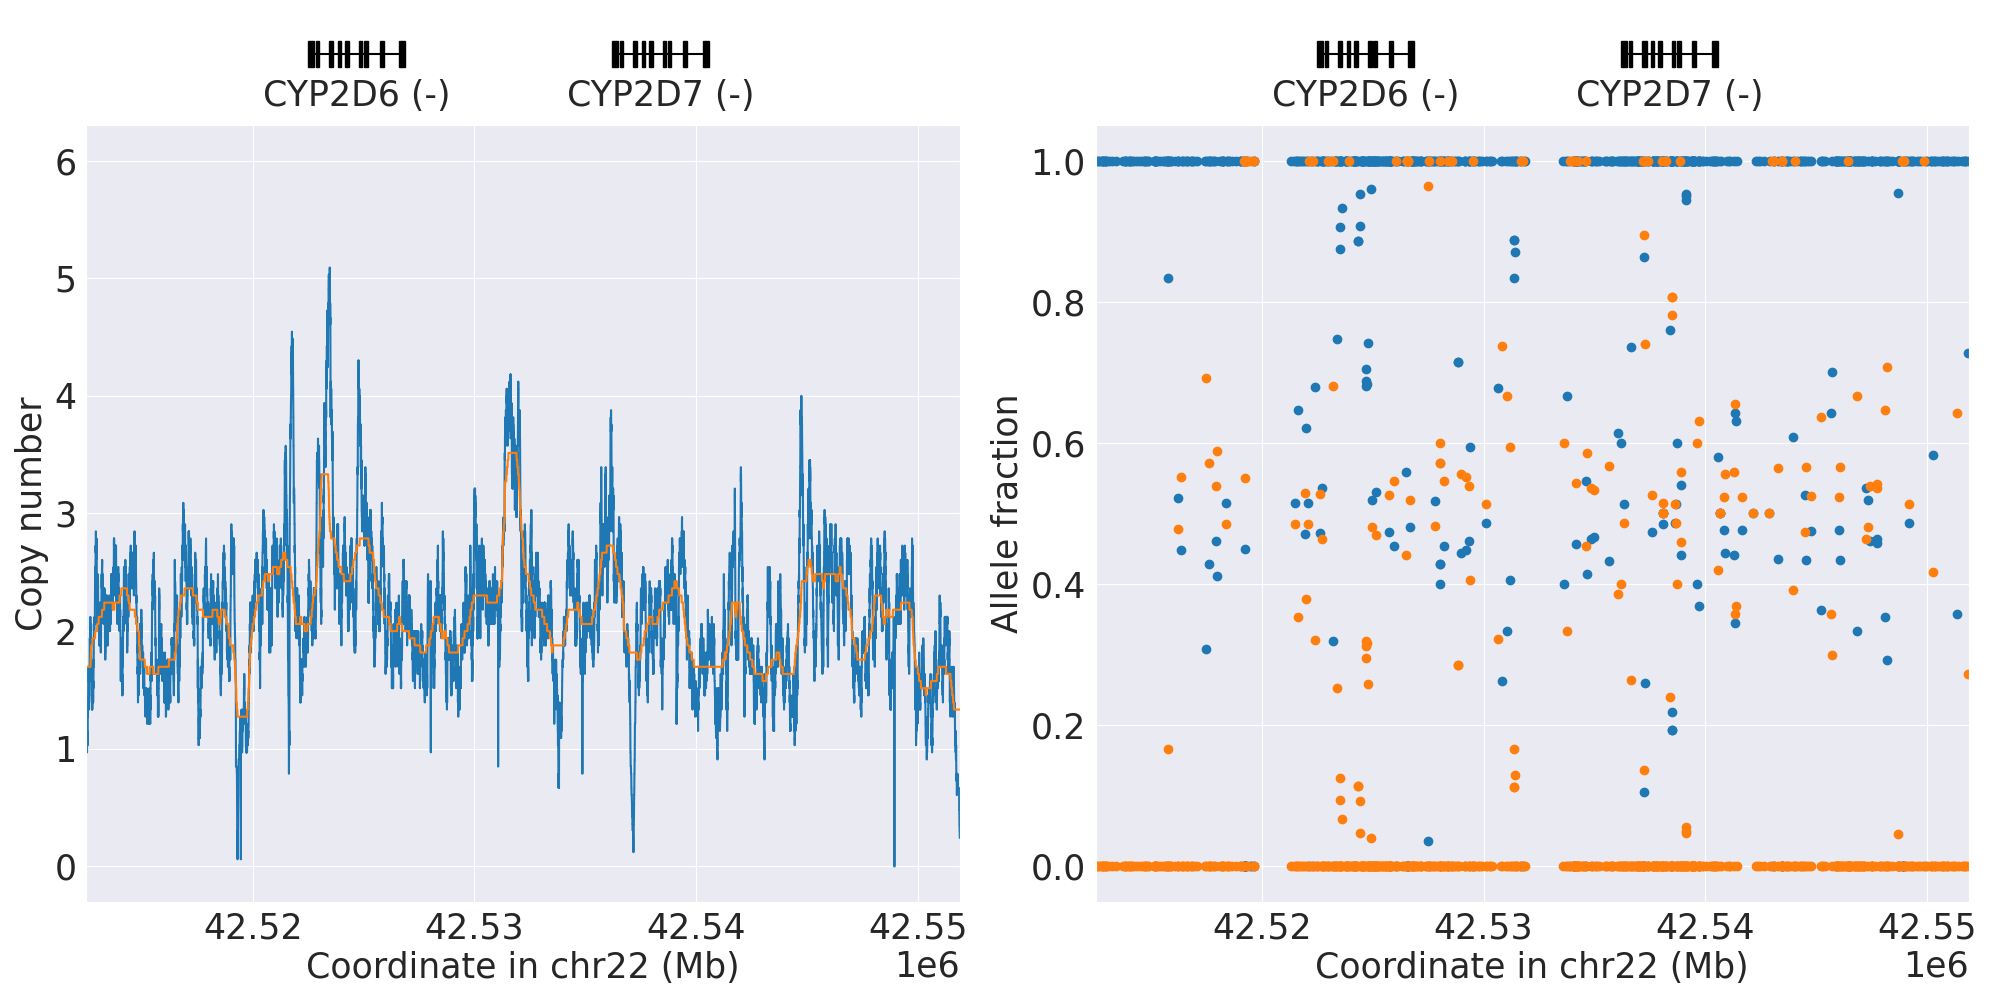 CYP2D6 (-) CYP2D7 (-)
Copy number
6
5
4
3
2
1
0
42.52 42.53 42.54 42.55
Coordinate in chr22 (Mb) 1e6
CYP2D6 (-) CYP2D7 (-)
Allele fraction
1.0
0.8
0.6
0.4
0.2
0.0
42.52 42.53 42.54 42.55
Coordinate in chr22 (Mb) 1e6